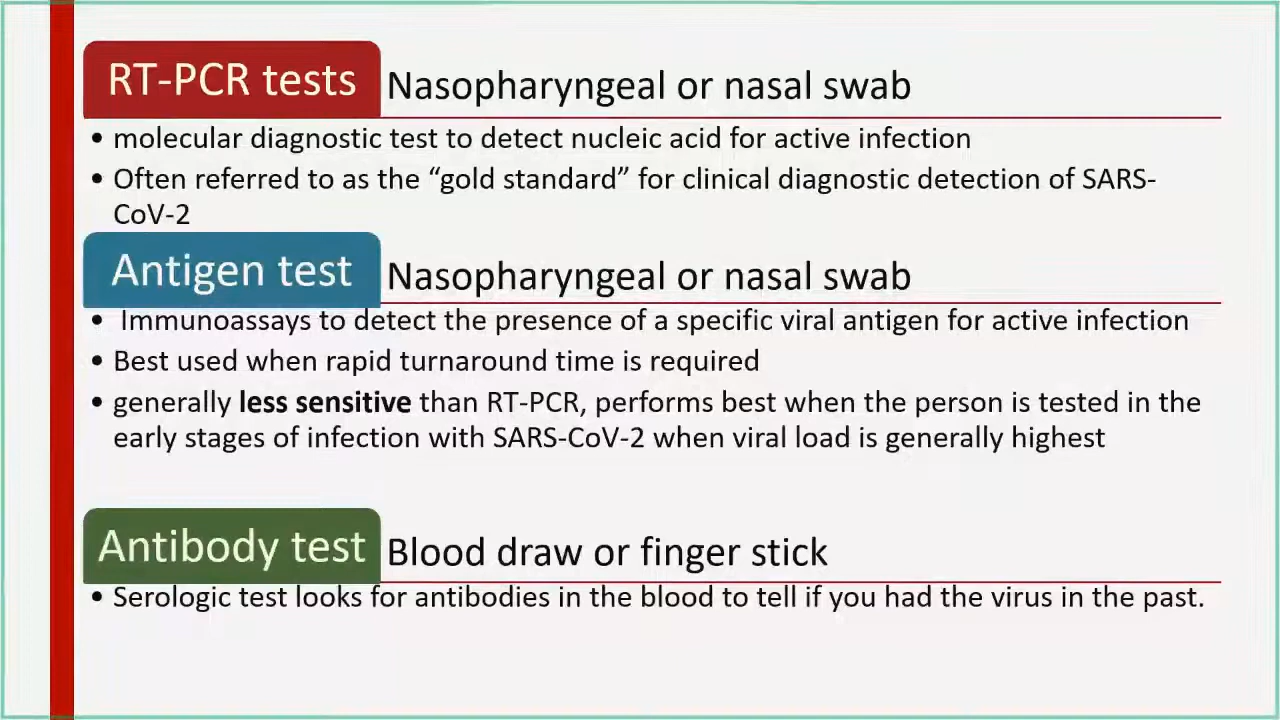 RT-PCR tests Nasopharyngeal or nasal swab
• molecular diagnostic test to detect nucleic acid for active infection
• Often referred to as the “gold standard” for clinical diagnostic detection of SARS-
CoV-2
Antigen test Nasopharyngeal or nasal swab
• Immunoassays to detect the presence of a specific viral antigen for active infection
• Best used when rapid turnaround time is required
• generally less sensitive than RT-PCR, performs best when the person is tested in the
early stages of infection with SARS-CoV-2 when viral load is generally highest
Antibody test Blood draw or finger stick
• Serologic test looks for antibodies in the blood to tell if you had the virus in the past.